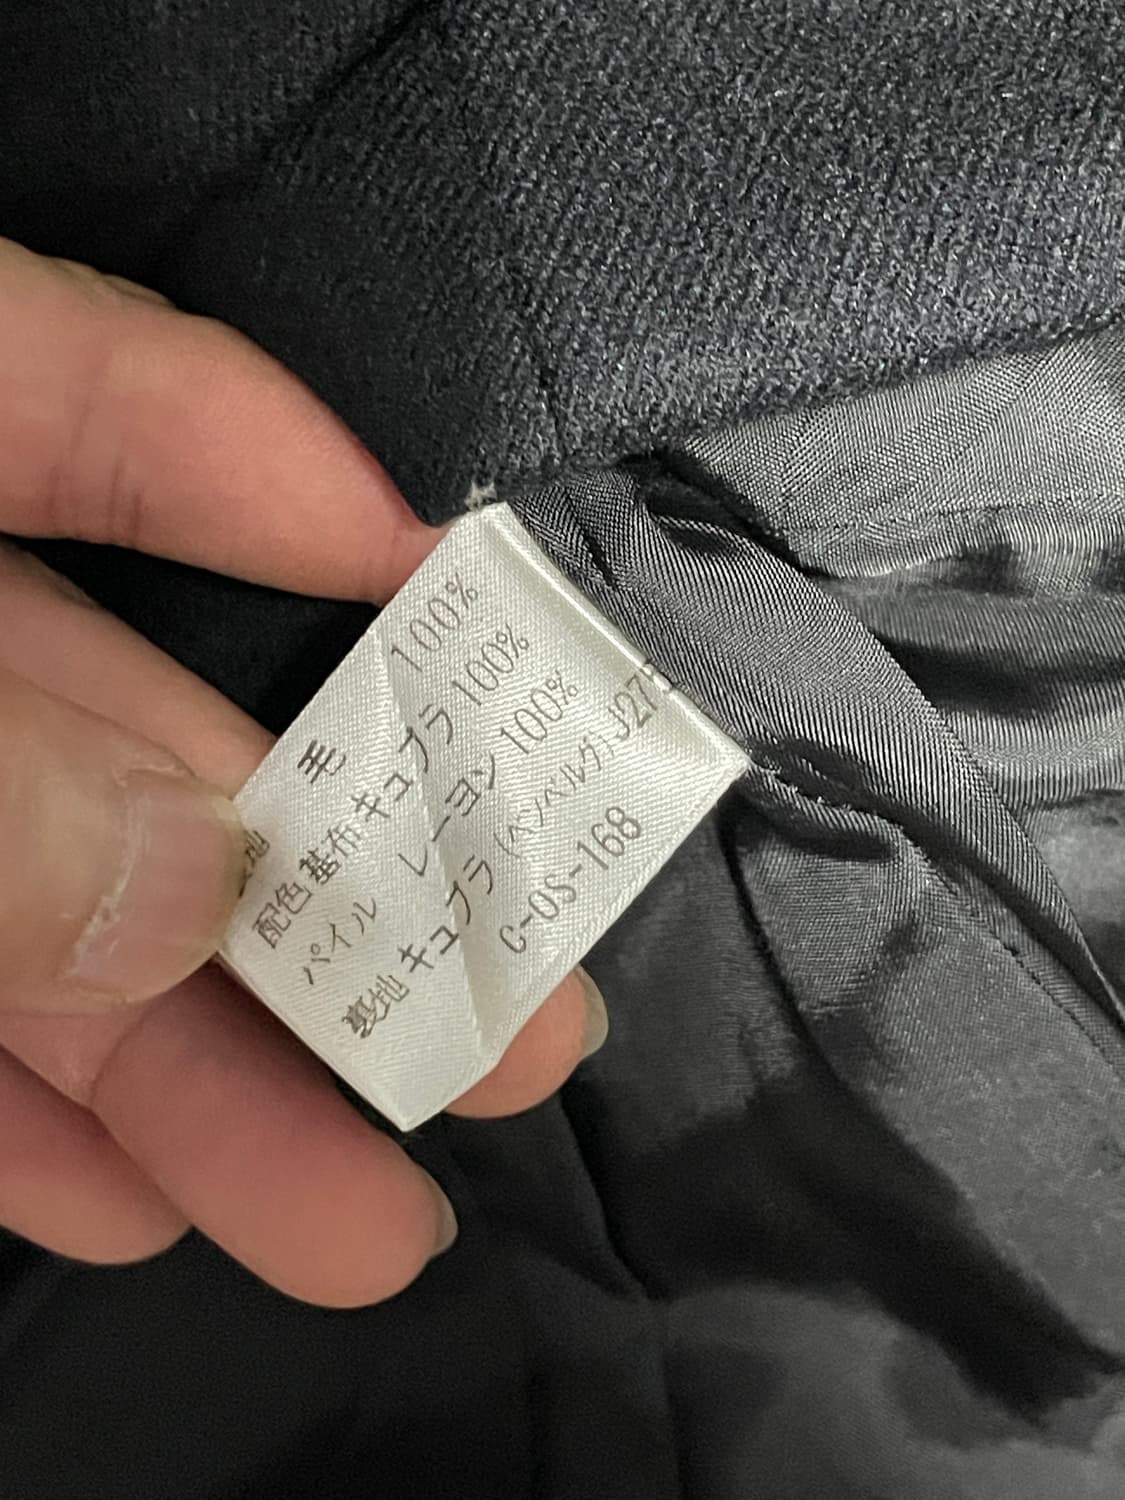 地 毛 100%
配色 基布 キュプラ 100%
パイル レーヨン 100%
裏地 キュプラ (ベンベルグ) J27
G-OS-168